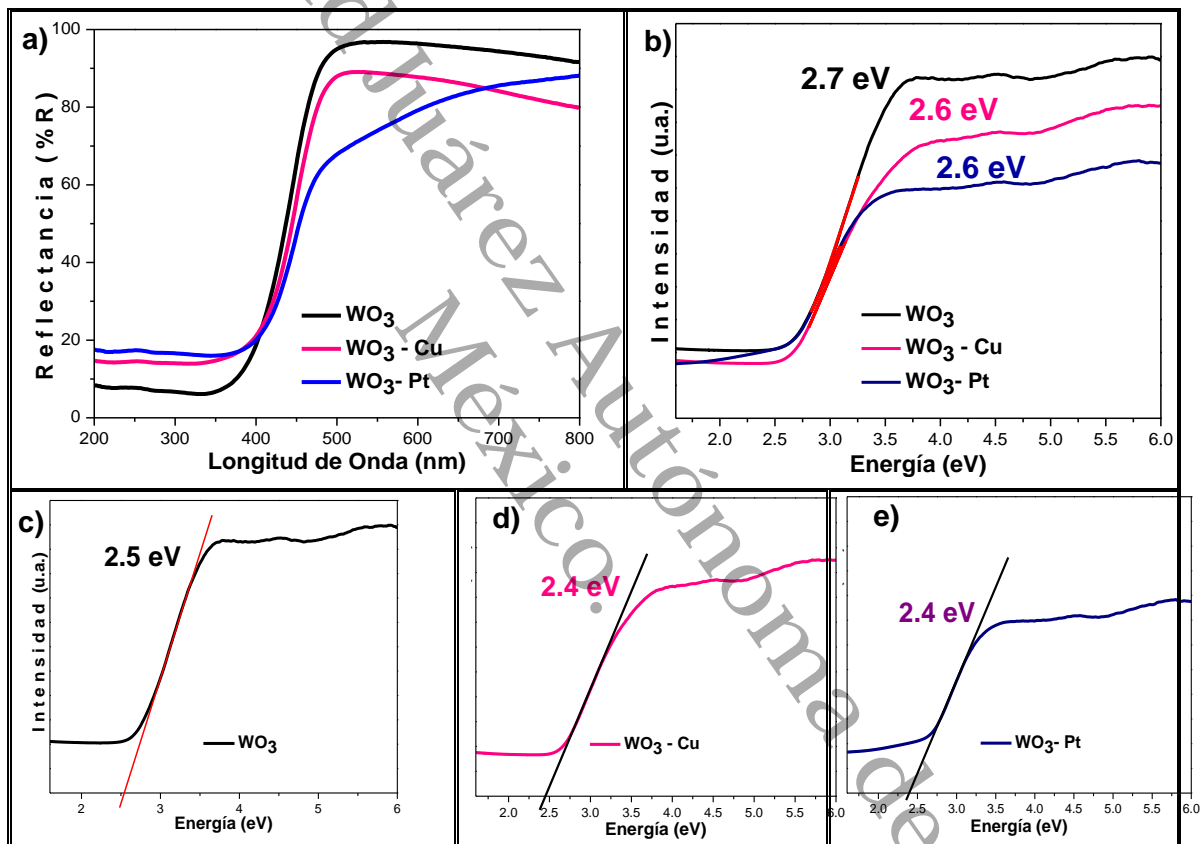 a)
100
80
60
40
20
0
Reflectancia (%R)
WO3
WO3 - Cu
WO3- Pt
200 300 400 500 600 700 800
Longitud de Onda (nm)
b)
2.7 eV
2.6 eV
2.6 eV
Intensidad (u.a.)
WO3
WO3 - Cu
WO3- Pt
2.0 2.5 3.0 3.5 4.0 4.5 5.0 5.5 6.0
Energía (eV)
c)
2.5 eV
Intensidad (u.a.)
WO3
2 3 4 5 6
Energía (eV)
d)
2.4 eV
WO3 - Cu
2.0 2.5 3.0 3.5 4.0 4.5 5.0 5.5 6.0
Energía (eV)
e)
2.4 eV
WO3- Pt
2.0 2.5 3.0 3.5 4.0 4.5 5.0 5.5 6.0
Energía (eV)
d Juárez Autónoma de
México.